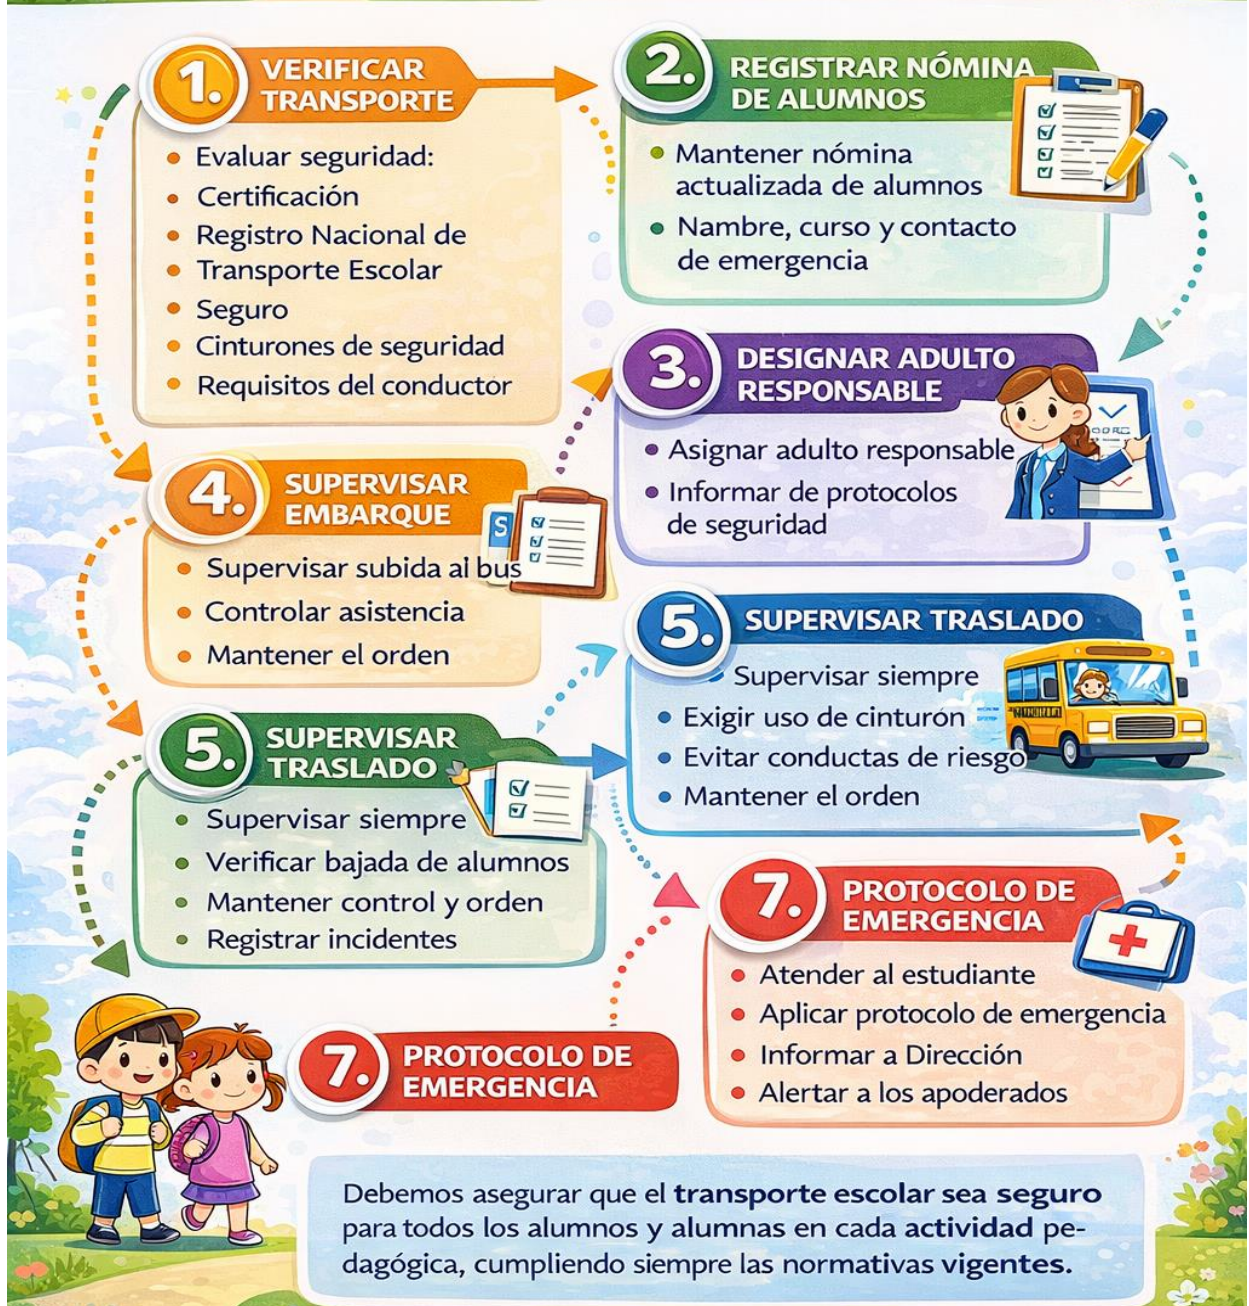 1. VERIFICAR
TRANSPORTE
Evaluar seguridad:
Certificación
Registro Nacional de
Transporte Escolar
Seguro
Cinturones de seguridad
Requisitos del conductor
2. REGISTRAR NÓMINA
DE ALUMNOS
Mantener nómina
actualizada de alumnos
Nambre, curso y contacto
de emergencia
3. DESIGNAR ADULTO
RESPONSABLE
Asignar adulto responsable
Informar de protocolos
de seguridad
4. SUPERVISAR
EMBARQUE
S
Supervisar subida al bus
Controlar asistencia
Mantener el orden
5. SUPERVISAR TRASLADO
Supervisar siempre
Exigir uso de cinturón
Evitar conductas de riesgo
Mantener el orden
5. SUPERVISAR
TRASLADO
Supervisar siempre
Verificar bajada de alumnos
Mantener control y orden
Registrar incidentes
7. PROTOCOLO DE
EMERGENCIA
Atender al estudiante
Aplicar protocolo de emergencia
Informar a Dirección
Alertar a los apoderados
7. PROTOCOLO DE
EMERGENCIA
Debemos asegurar que el transporte escolar sea seguro
para todos los alumnos y alumnas en cada actividad pe-
dagógica, cumpliendo siempre las normativas vigentes.